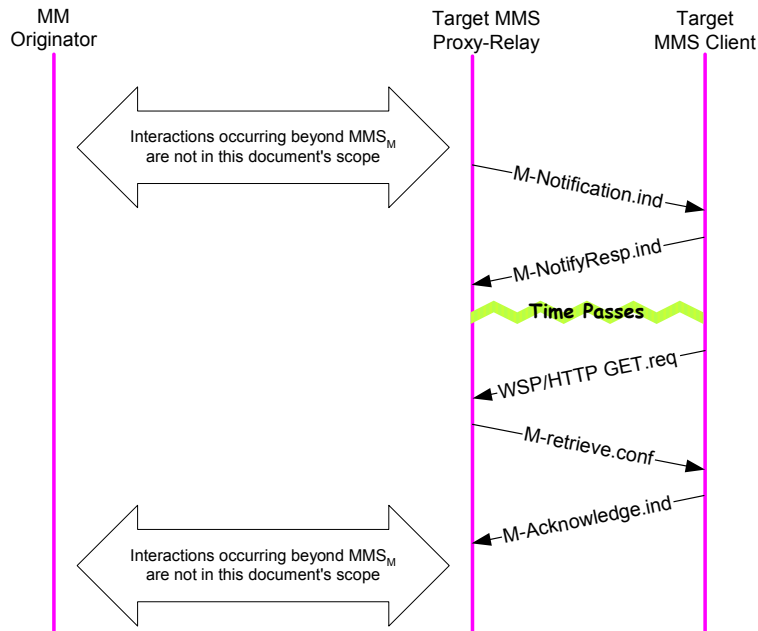 MM
Originator
Target MMS
Proxy-Relay
Target
MMS Client
Interactions occurring beyond MMS_M
are not in this document's scope
M-Notification.ind
M-NotifyResp.ind
Time Passes
WSP/HTTP GET.req
M-retrieve.conf
M-Acknowledge.ind
Interactions occurring beyond MMS_M
are not in this document's scope